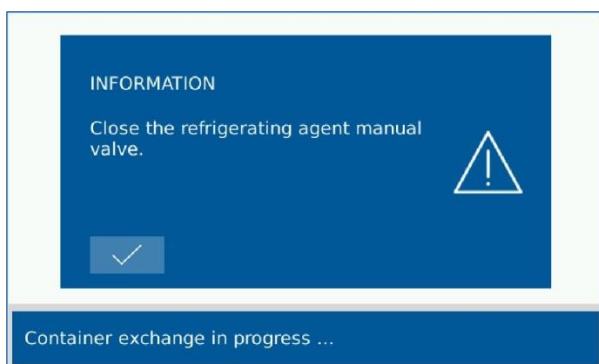 INFORMATION
Close the refrigerating agent manual
valve.
Container exchange in progress ...